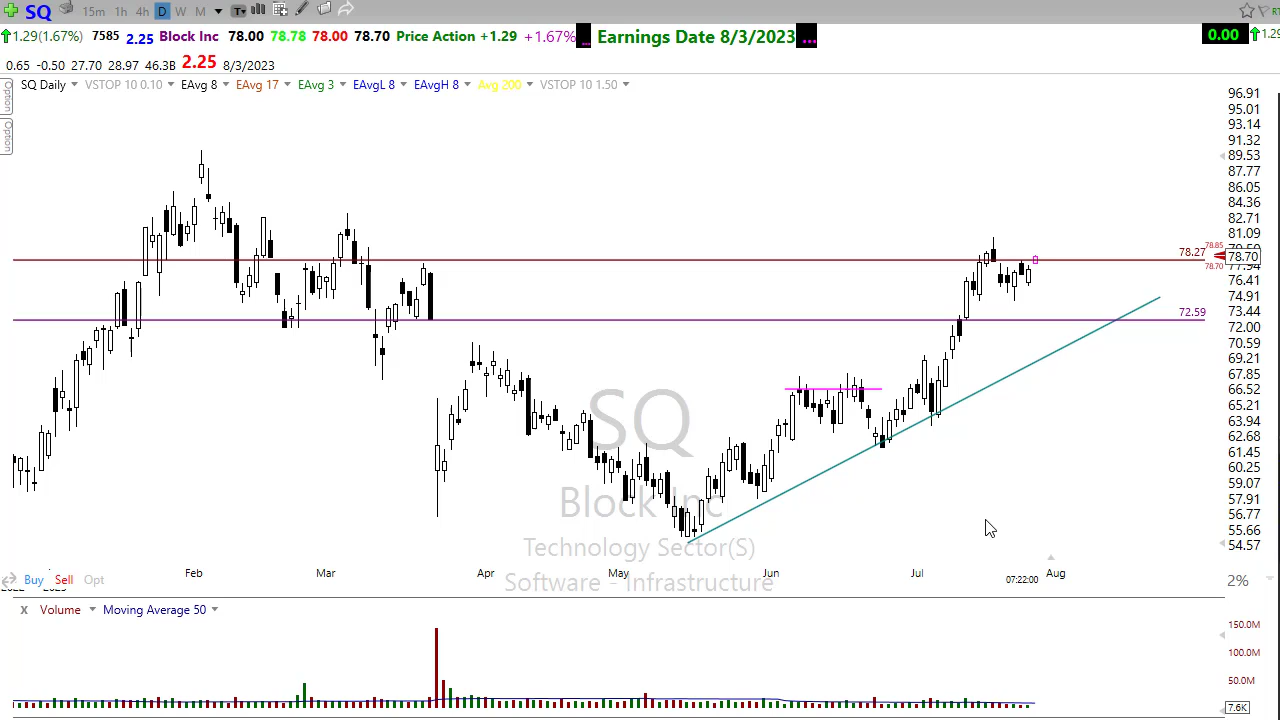 SQ 15m 1h 4h D W M T
1.29(1.67%) 7585 2.25 Block Inc 78.00 78.78 78.00 78.70 Price Action +1.29 +1.67% ... Earnings Date 8/3/2023 ... 0.00 1.29
0.65 -0.50 27.70 28.97 46.3B 2.25 8/3/2023
SQ Daily VSTOP 10 0.10 EAvg 8 EAvg 17 EAvg 3 EAvgL 8 EAvgH 8 Avg 200 VSTOP 10 1.50
Option
Option
96.91
95.01
93.14
91.32
89.53
87.77
86.05
84.36
82.71
81.09
78.27 78.85
78.70
78.70
76.41
74.91
73.44
72.59
72.00
70.59
69.21
67.85
66.52
65.21
63.94
62.68
61.45
60.25
59.07
57.91
56.77
55.66
54.57
SQ
Block Inc
Technology Sector(S)
Software - Infrastructure
Feb Mar Apr May Jun Jul 07:22:00 Aug
Buy Sell Opt 2%
X Volume Moving Average 50
150.0M
100.0M
50.0M
7.6K